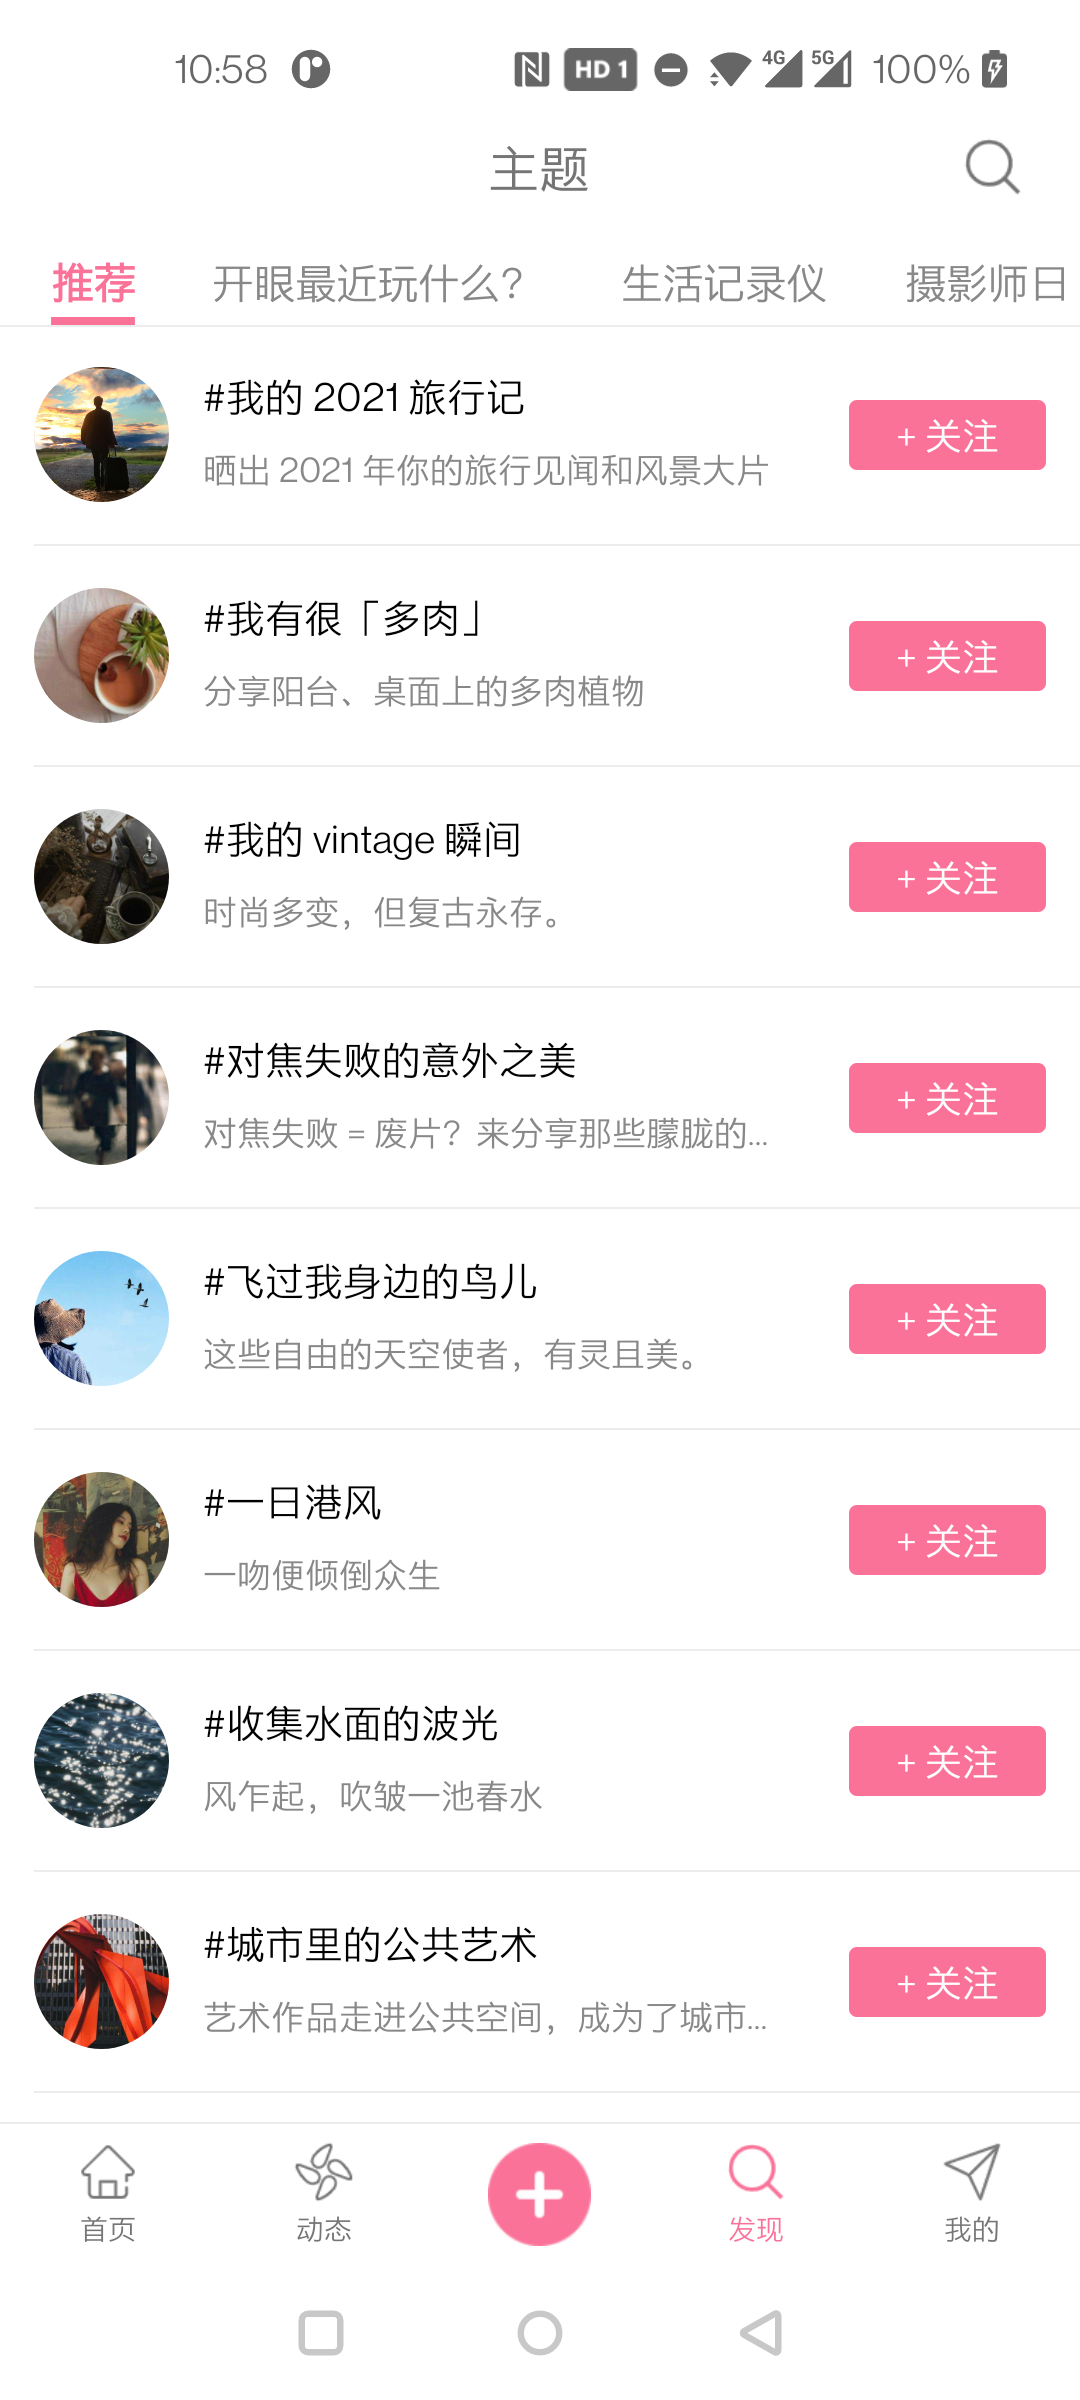 10:58
HD 1
4G
5G
100%
主题
推荐
开眼最近玩什么？
生活记录仪
摄影师日
#我的 2021 旅行记
晒出 2021 年你的旅行见闻和风景大片
+ 关注
#我有很「多肉」
分享阳台、桌面上的多肉植物
+ 关注
#我的 vintage 瞬间
时尚多变，但复古永存。
+ 关注
#对焦失败的意外之美
对焦失败 = 废片？来分享那些朦胧的...
+ 关注
#飞过我身边的鸟儿
这些自由的天空使者，有灵且美。
+ 关注
#一日港风
一吻便倾倒众生
+ 关注
#收集水面的波光
风乍起，吹皱一池春水
+ 关注
#城市里的公共艺术
艺术作品走进公共空间，成为了城市...
+ 关注
首页
动态
发现
我的